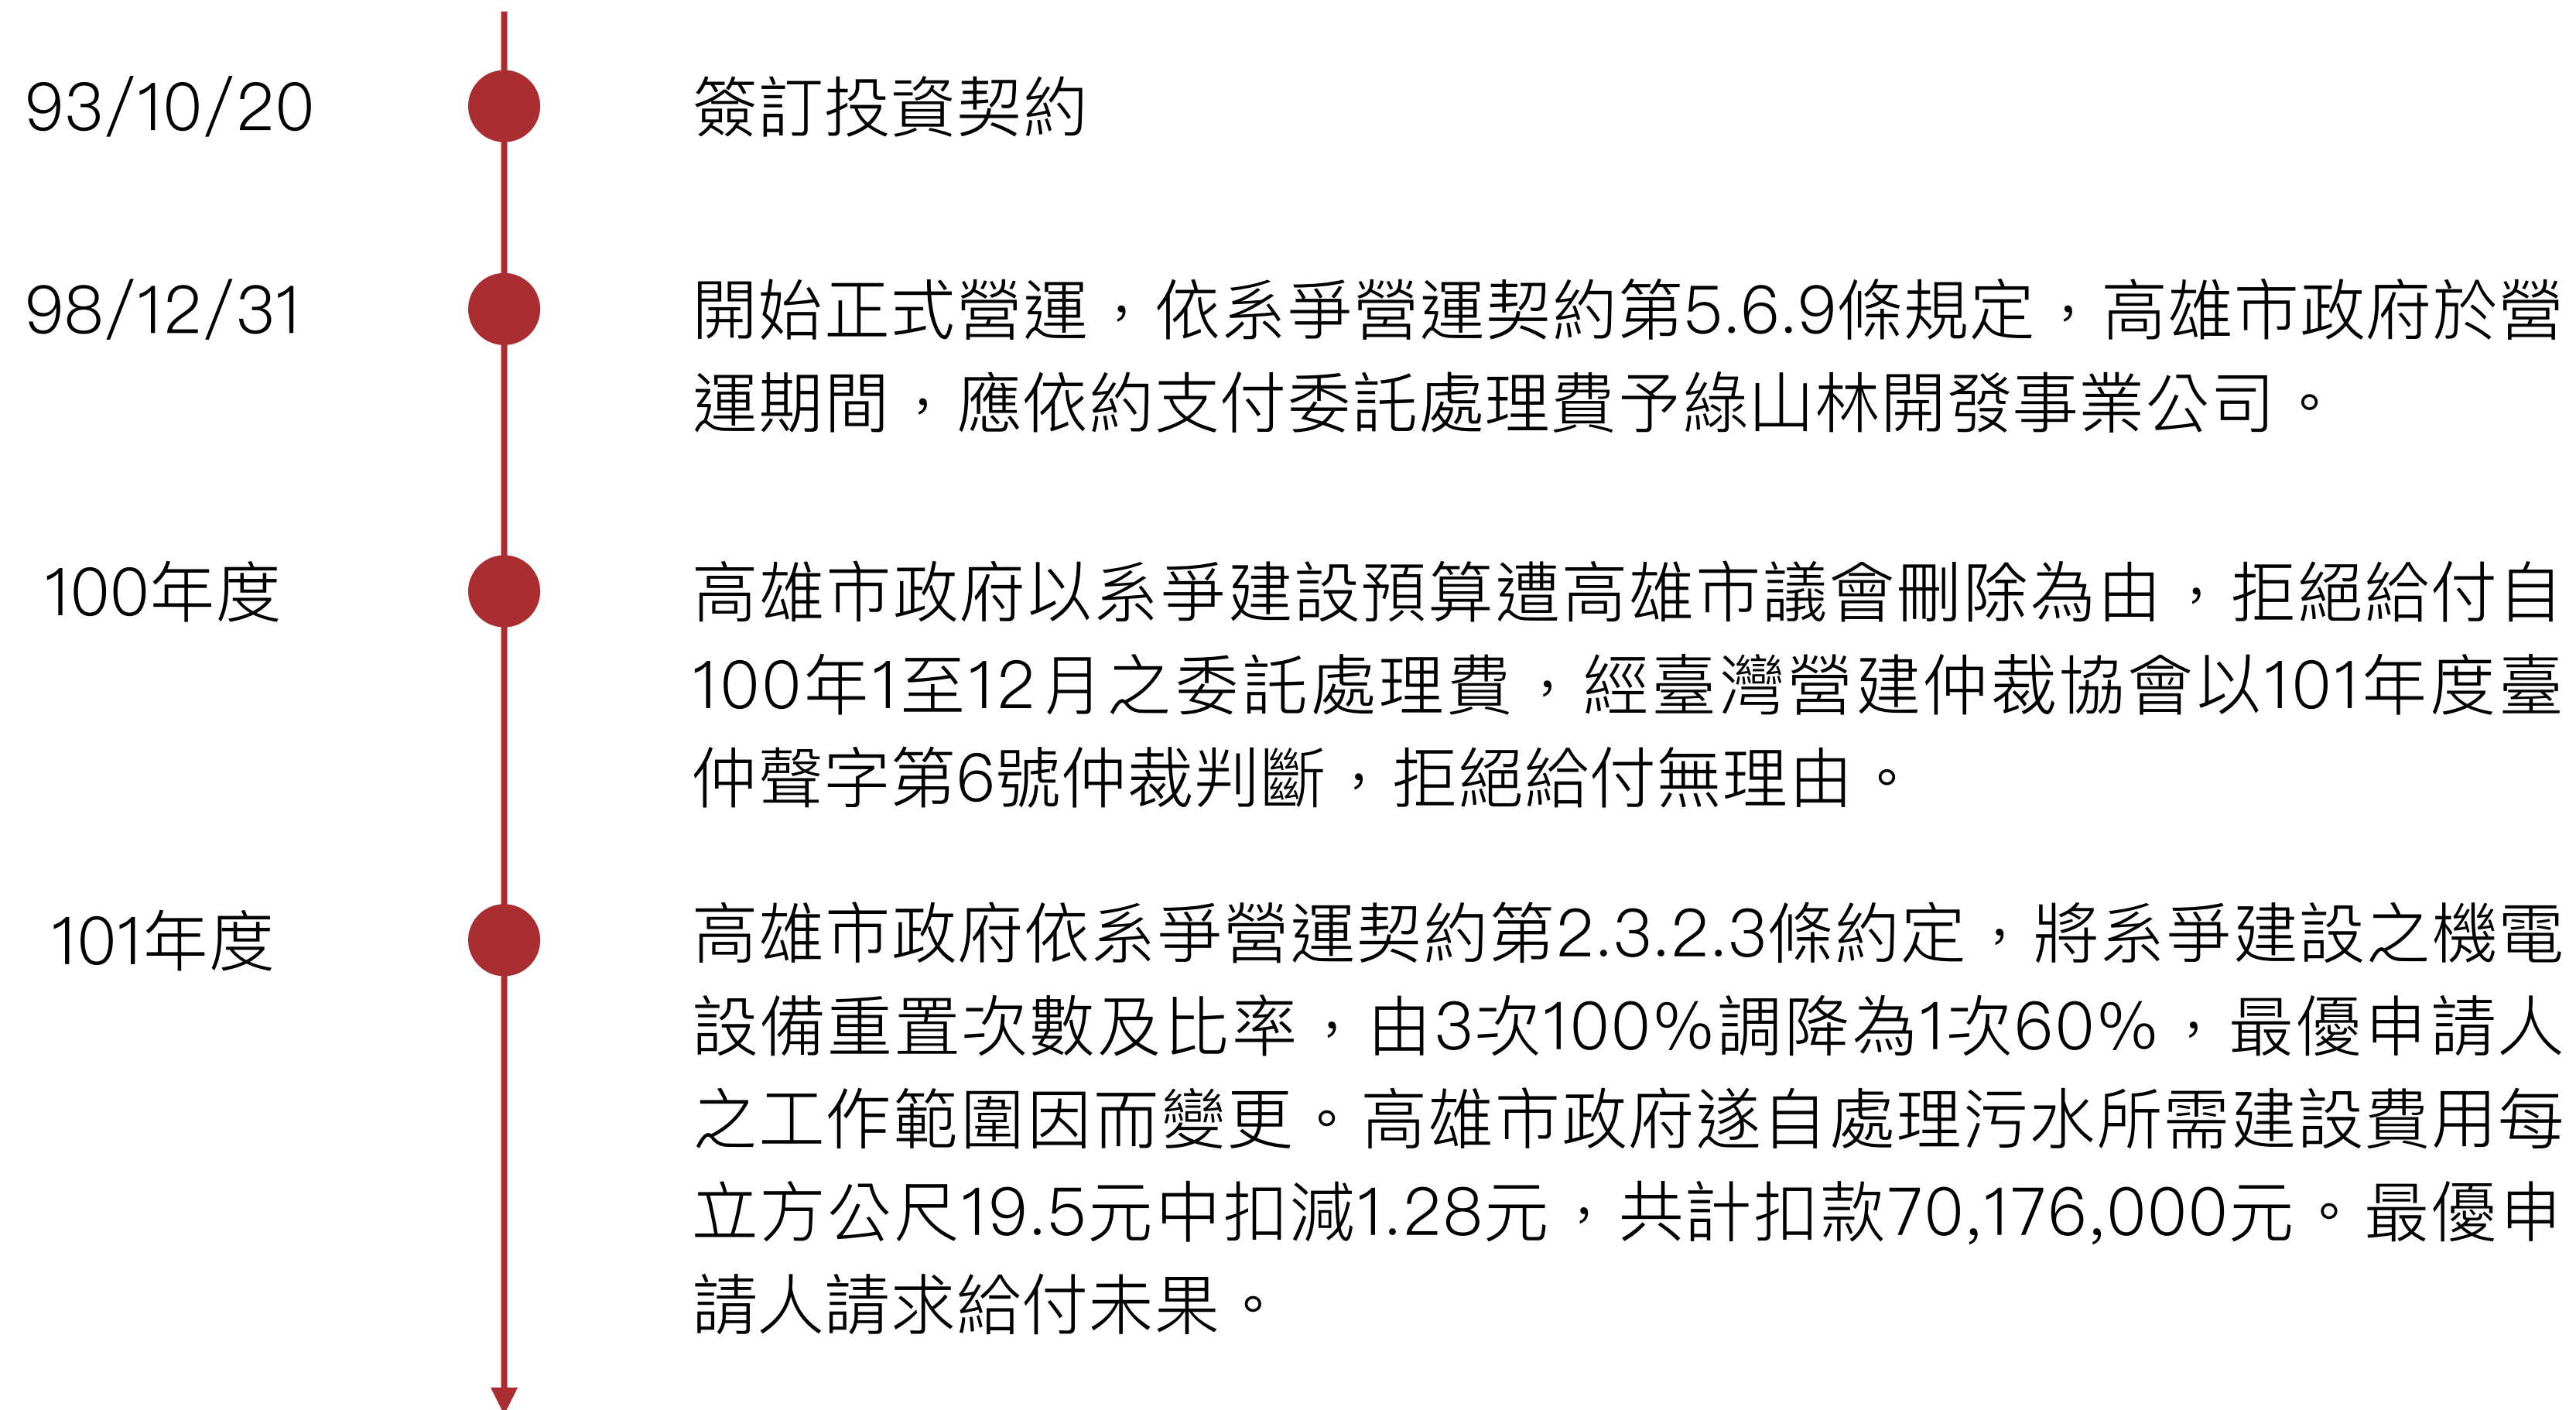 93/10/20
簽訂投資契約
98/12/31
開始正式營運，依系爭營運契約第5.6.9條規定，高雄市政府於營
運期間，應依約支付委託處理費予綠山林開發事業公司。
100年度
高雄市政府以系爭建設預算遭高雄市議會刪除為由，拒絕給付自
100年1至12月之委託處理費，經臺灣營建仲裁協會以101年度臺
仲聲字第6號仲裁判斷，拒絕給付無理由。
101年度
高雄市政府依系爭營運契約第2.3.2.3條約定，將系爭建設之機電
設備重置次數及比率，由3次100%調降為1次60%，最優申請人
之工作範圍因而變更。高雄市政府遂自處理污水所需建設費用每
立方公尺19.5元中扣減1.28元，共計扣款70,176,000元。最優申
請人請求給付未果。